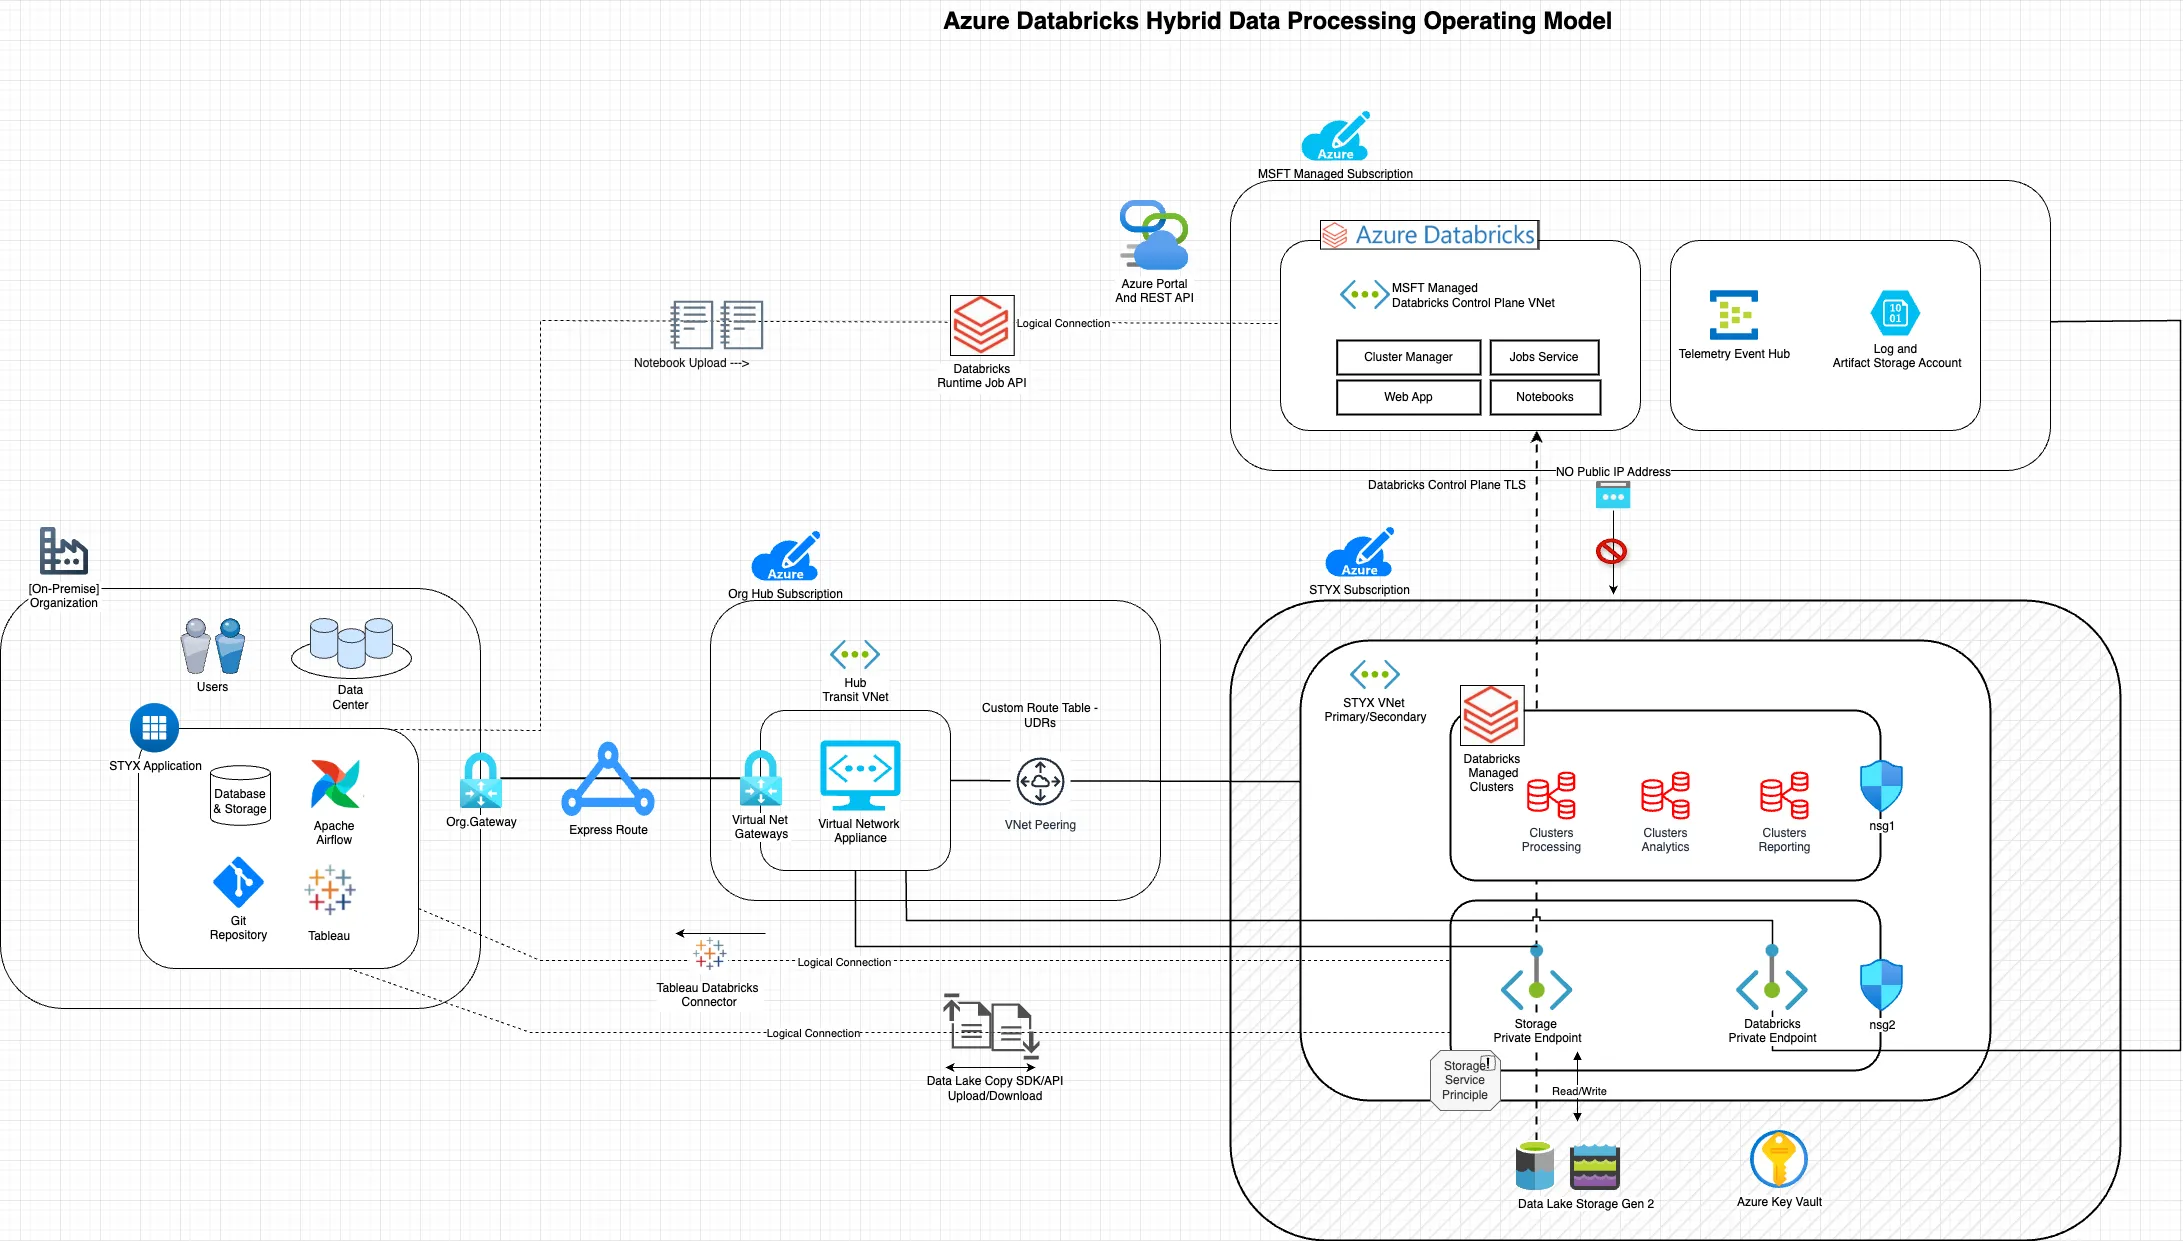 Azure Databricks Hybrid Data Processing Operating Model
Azure
MSFT Managed Subscription
Azure Databricks
MSFT Managed
Databricks Control Plane VNet
Cluster Manager
Jobs Service
Web App
Notebooks
Telemetry Event Hub
10
01
Log and
Artifact Storage Account
Azure Portal
And REST API
Logical Connection
Databricks
Runtime Job API
Notebook Upload --->
NO Public IP Address
Databricks Control Plane TLS
[On-Premise]
Organization
Users
Data
Center
STYX Application
Database
& Storage
Apache
Airflow
Git
Repository
Tableau
Org.Gateway
Express Route
Azure
Org Hub Subscription
Hub
Transit VNet
Custom Route Table -
UDRs
Virtual Net
Gateways
Virtual Network
Appliance
VNet Peering
Azure
STYX Subscription
STYX VNet
Primary/Secondary
Databricks
Managed
Clusters
Clusters
Processing
Clusters
Analytics
Clusters
Reporting
nsg1
Logical Connection
Tableau Databricks
Connector
Logical Connection
Data Lake Copy SDK/API
Upload/Download
Storage
Private Endpoint
Databricks
Private Endpoint
nsg2
Storage
Service
Principle
!
Read/Write
Data Lake Storage Gen 2
Azure Key Vault